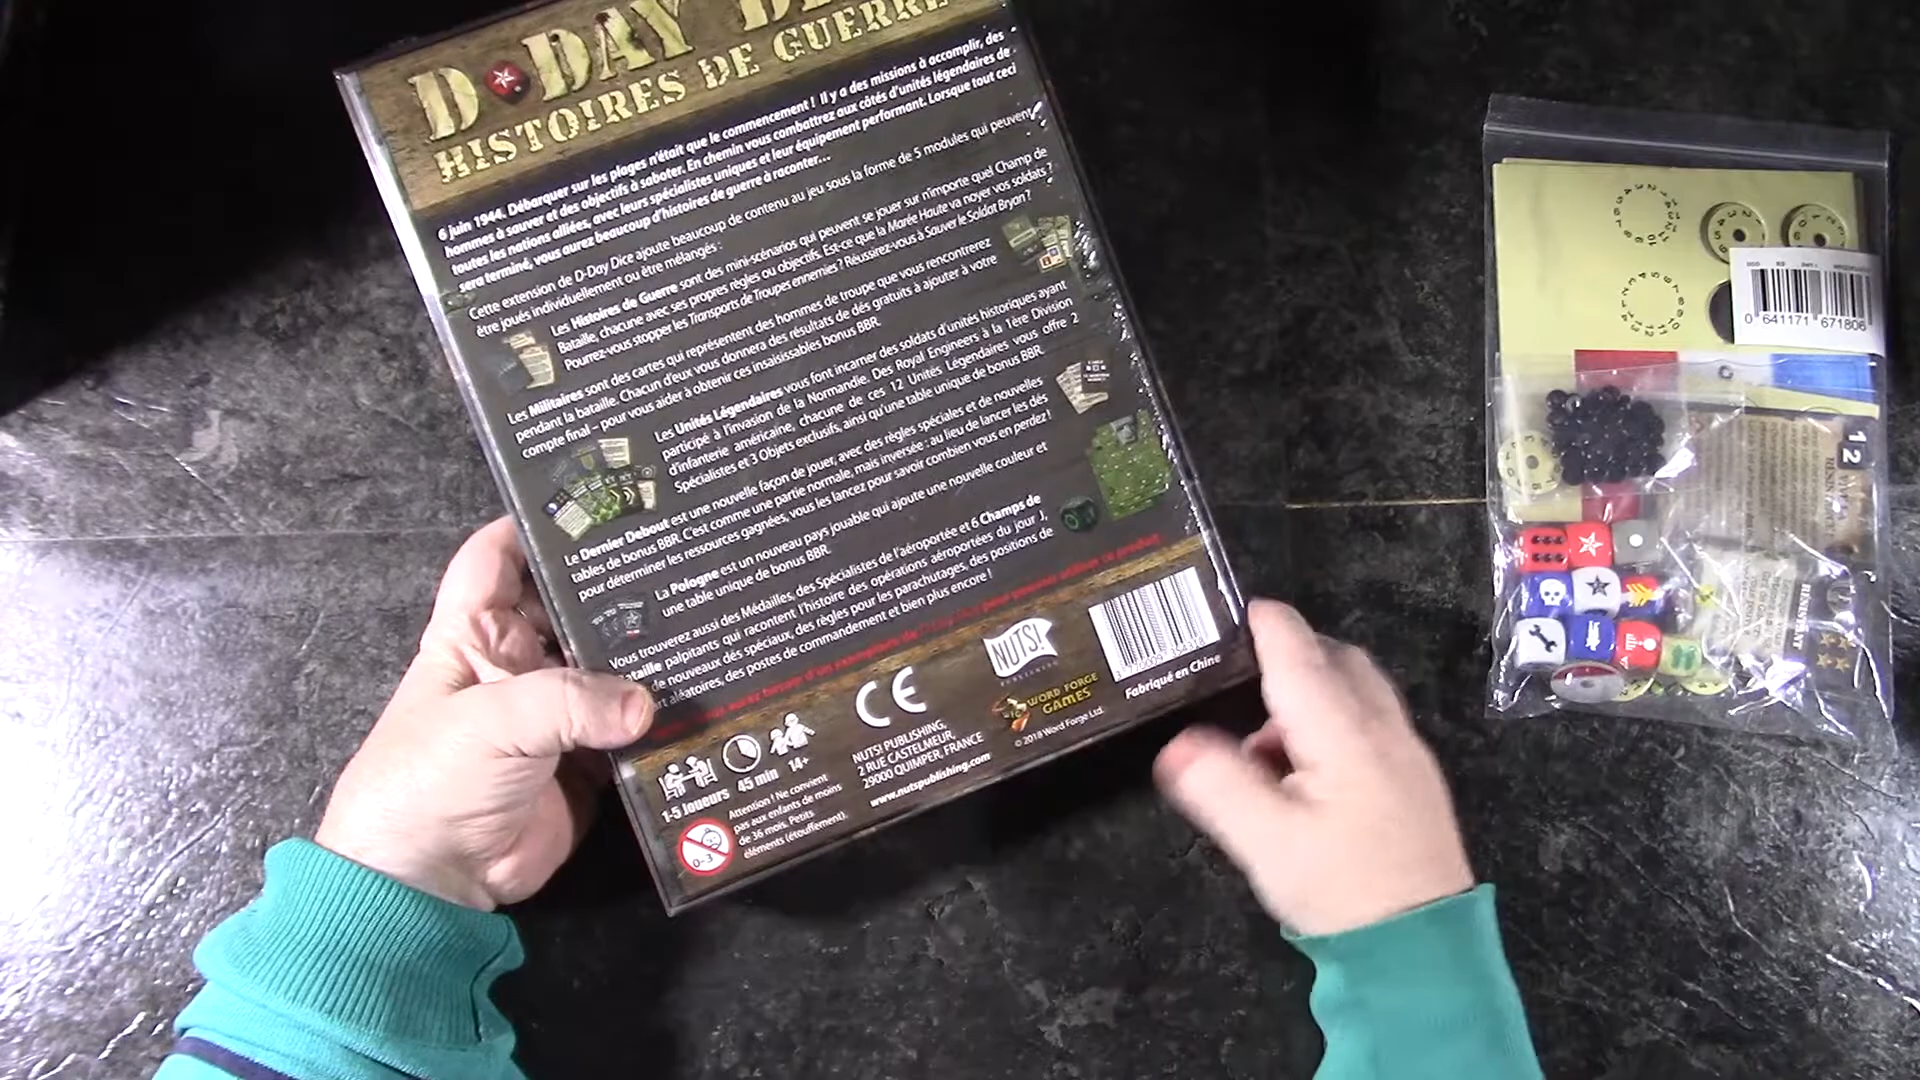 D-DAY
HISTOIRES DE GUERRE
6 juin 1944. Débarquer sur les plages n'était que le commencement ! Il y a des missions à accomplir, des
hommes à sauver et des objectifs à saboter. En chemin vous combattrez aux côtés d'unités légendaires de
toutes les nations alliées, avec leurs spécialistes uniques et leur équipement performant. Lorsque tout ceci
sera terminé, vous aurez beaucoup d'histoires de guerre à raconter...
Cette extension de D-Day Dice ajoute beaucoup de contenu au jeu sous la forme de 5 modules qui peuvent
être joués individuellement ou être mélangés :
Les Histoires de Guerre sont des mini-scénarios qui peuvent se jouer sur n'importe quel Champ de
Bataille, chacune avec ses propres règles ou objectifs. Est-ce que la Marée Haute va noyer vos soldats ?
Pourrez-vous stopper les Transports de Troupes ennemies ? Réussirez-vous à Sauver le Soldat Bryan ?
Les Militaires sont des cartes qui représentent des hommes de troupe que vous rencontrerez
pendant la bataille. Chacun d'eux vous donnera des résultats de dés gratuits à ajouter à votre
compte final – pour vous aider à obtenir ces insaisissables bonus BBR.
Les Unités Légendaires vous font incarner des soldats d'unités historiques ayant
participé à l'invasion de la Normandie. Des Royal Engineers à la 1ère Division
d'infanterie américaine, chacune de ces 12 Unités Légendaires vous offre 2
Spécialistes et 3 Objets exclusifs, ainsi qu'une table unique de bonus BBR.
Le Dernier Debout est une nouvelle façon de jouer, avec des règles spéciales et de nouvelles
tables de bonus BBR. C'est comme une partie normale, mais inversée : au lieu de lancer les dés
pour déterminer les ressources gagnées, vous les lancez pour savoir combien vous en perdez !
La Pologne est un nouveau pays jouable qui ajoute une nouvelle couleur et
une table unique de bonus BBR.
Vous trouverez aussi des Médailles, des Spécialistes de l'aéroportée et 6 Champs de
Bataille palpitants qui racontent l'histoire des opérations aéroportées du jour J,
de nouveaux dés spéciaux, des règles pour les parachutages, des positions de
aléatoires, des postes de commandement et bien plus encore !
aurez besoin d'un exemplaire de D-Day Dice pour pouvoir utiliser ce produit
1-5 Joueurs
45 min
14+
Attention ! Ne convient
pas aux enfants de moins
de 36 mois. Petits
éléments (étouffement).
0-3
CE
NUTS! PUBLISHING,
2 RUE CASTELMEUR,
29000 QUIMPER, FRANCE
www.nutspublishing.com
NUTS!
PUBLISHING
WORD FORGE
GAMES
© 2018 Word Forge Ltd.
Fabriqué en Chine
0 641171 671806
12